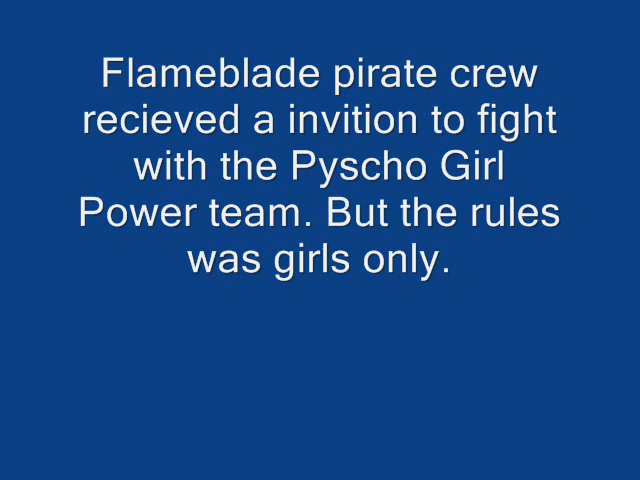 Flameblade pirate crew
recieved a invition to fight
with the Pyscho Girl
Power team. But the rules
was girls only.